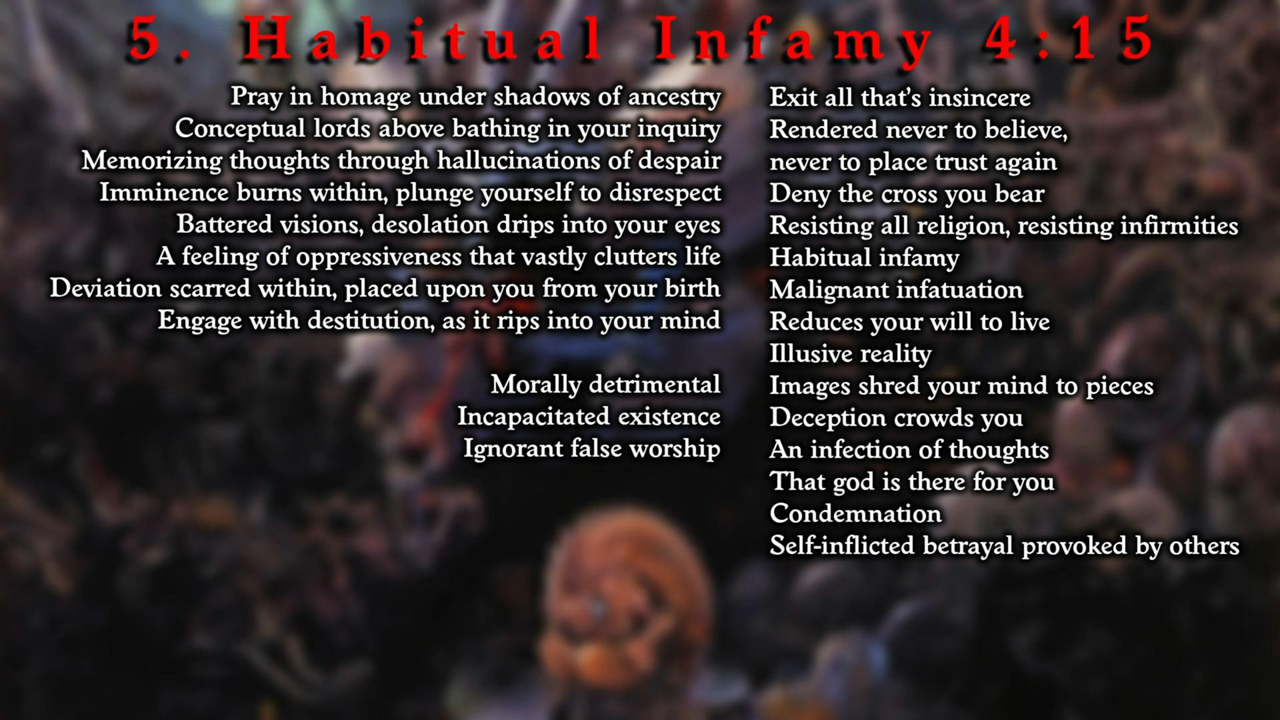 5. Habitual Infamy 4:15
Pray in homage under shadows of ancestry
Conceptual lords above bathing in your inquiry
Memorizing thoughts through hallucinations of despair
Imminence burns within, plunge yourself to disrespect
Battered visions, desolation drips into your eyes
A feeling of oppressiveness that vastly clutters life
Deviation scarred within, placed upon you from your birth
Engage with destitution, as it rips into your mind
Morally detrimental
Incapacitated existence
Ignorant false worship
Exit all that’s insincere
Rendered never to believe,
never to place trust again
Deny the cross you bear
Resisting all religion, resisting infirmities
Habitual infamy
Malignant infatuation
Reduces your will to live
Illusive reality
Images shred your mind to pieces
Deception crowds you
An infection of thoughts
That god is there for you
Condemnation
Self-inflicted betrayal provoked by others